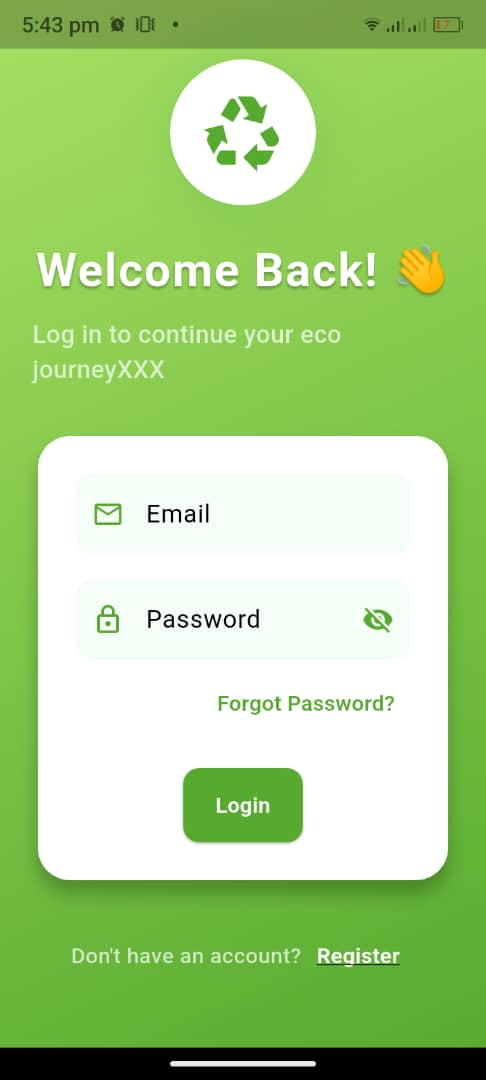 5:43 pm
7
Welcome Back! 👋
Log in to continue your eco
journeyXXX
Email
Password
Forgot Password?
Login
Don't have an account? Register